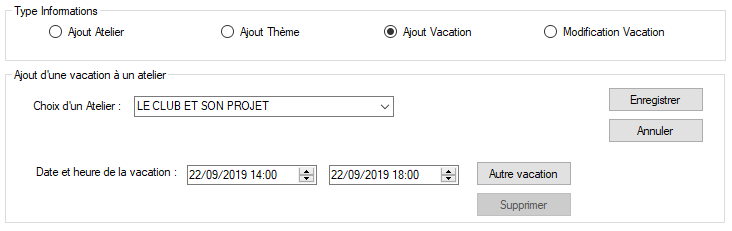 Type Informations
Ajout Atelier Ajout Thème Ajout Vacation Modification Vacation
Ajout d'une vacation à un atelier
Choix d'un Atelier : LE CLUB ET SON PROJET Enregistrer
Annuler
Date et heure de la vacation : 22/09/2019 14:00 22/09/2019 18:00 Autre vacation
Supprimer